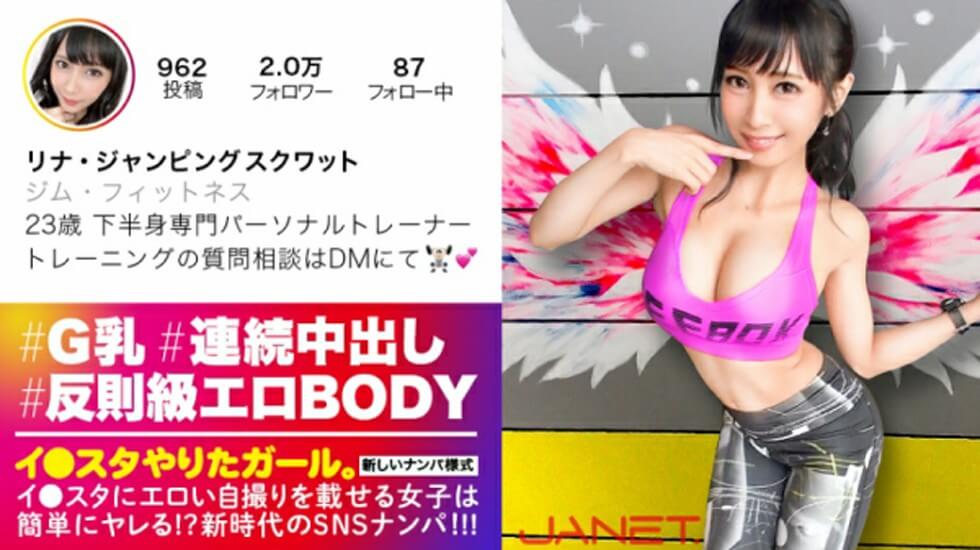 962
2.0万
87
投稿
フォロワー
フォロー中
リナ・ジャンピングスクワット
ジム・フィットネス
23歳 下半身専門パーソナルトレーナー
トレーニングの質問相談はDMにて🏋️💕
#G乳 #連続中出し
#反則級エロBODY
イ●スタやりたガール。 新しいナンパ様式
イ●スタにエロい自撮りを載せる女子は
簡単にヤレる!?新時代のSNSナンパ!!!
EEBOK
JANET.